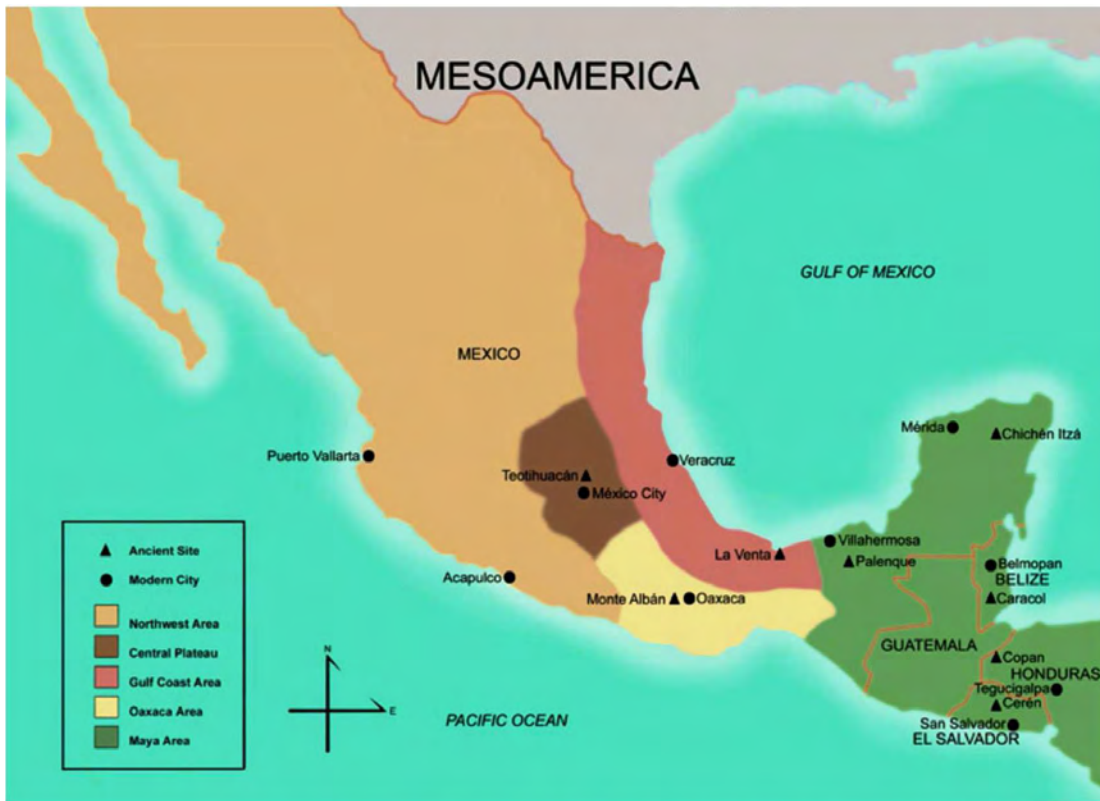 MESOAMERICA
GULF OF MEXICO
MEXICO
Mérida
Chichén Itzá
Puerto Vallarta
Veracruz
Teotihuacán
México City
Villahermosa
La Venta
Palenque
Belmopan
BELIZE
Acapulco
Monte Albán
Oaxaca
Caracol
GUATEMALA
Copan
HONDURAS
Tegucigalpa
Cerén
San Salvador
EL SALVADOR
PACIFIC OCEAN
Ancient Site
Modern City
Northwest Area
Central Plateau
Gulf Coast Area
Oaxaca Area
Maya Area
N
E